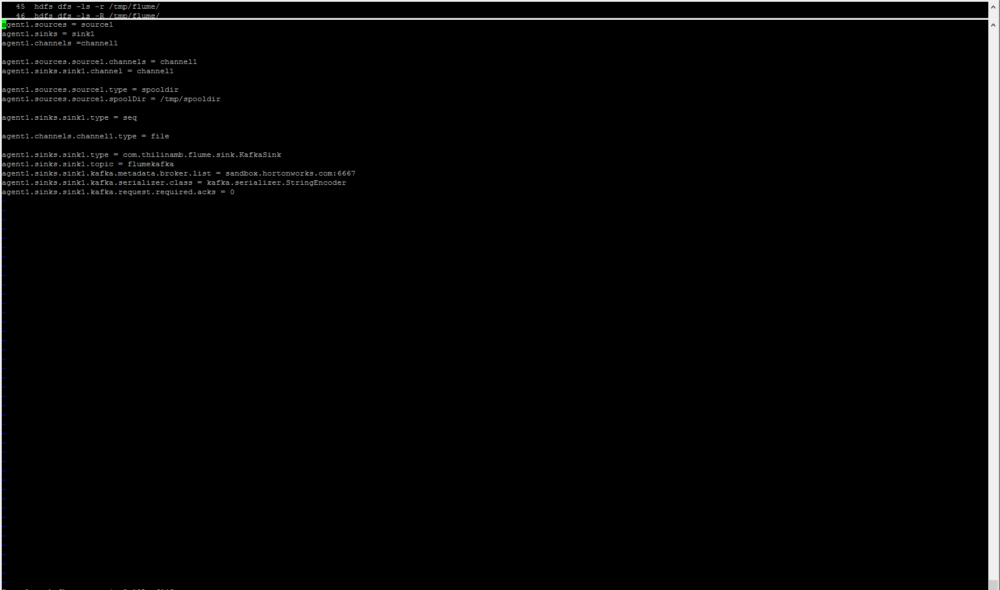 45 hdfs dfs -ls -r /tmp/flume/
46 hdfs dfs -ls -R /tmp/flume/
agent1.sources = source1
agent1.sinks = sink1
agent1.channels =channel1
agent1.sources.source1.channels = channel1
agent1.sinks.sink1.channel = channel1
agent1.sources.source1.type = spooldir
agent1.sources.source1.spoolDir = /tmp/spooldir
agent1.sinks.sink1.type = seq
agent1.channels.channel1.type = file
agent1.sinks.sink1.type = com.thilinamb.flume.sink.KafkaSink
agent1.sinks.sink1.topic = flumekafka
agent1.sinks.sink1.kafka.metadata.broker.list = sandbox.hortonworks.com:6667
agent1.sinks.sink1.kafka.serializer.class = kafka.serializer.StringEncoder
agent1.sinks.sink1.kafka.request.required.acks = 0